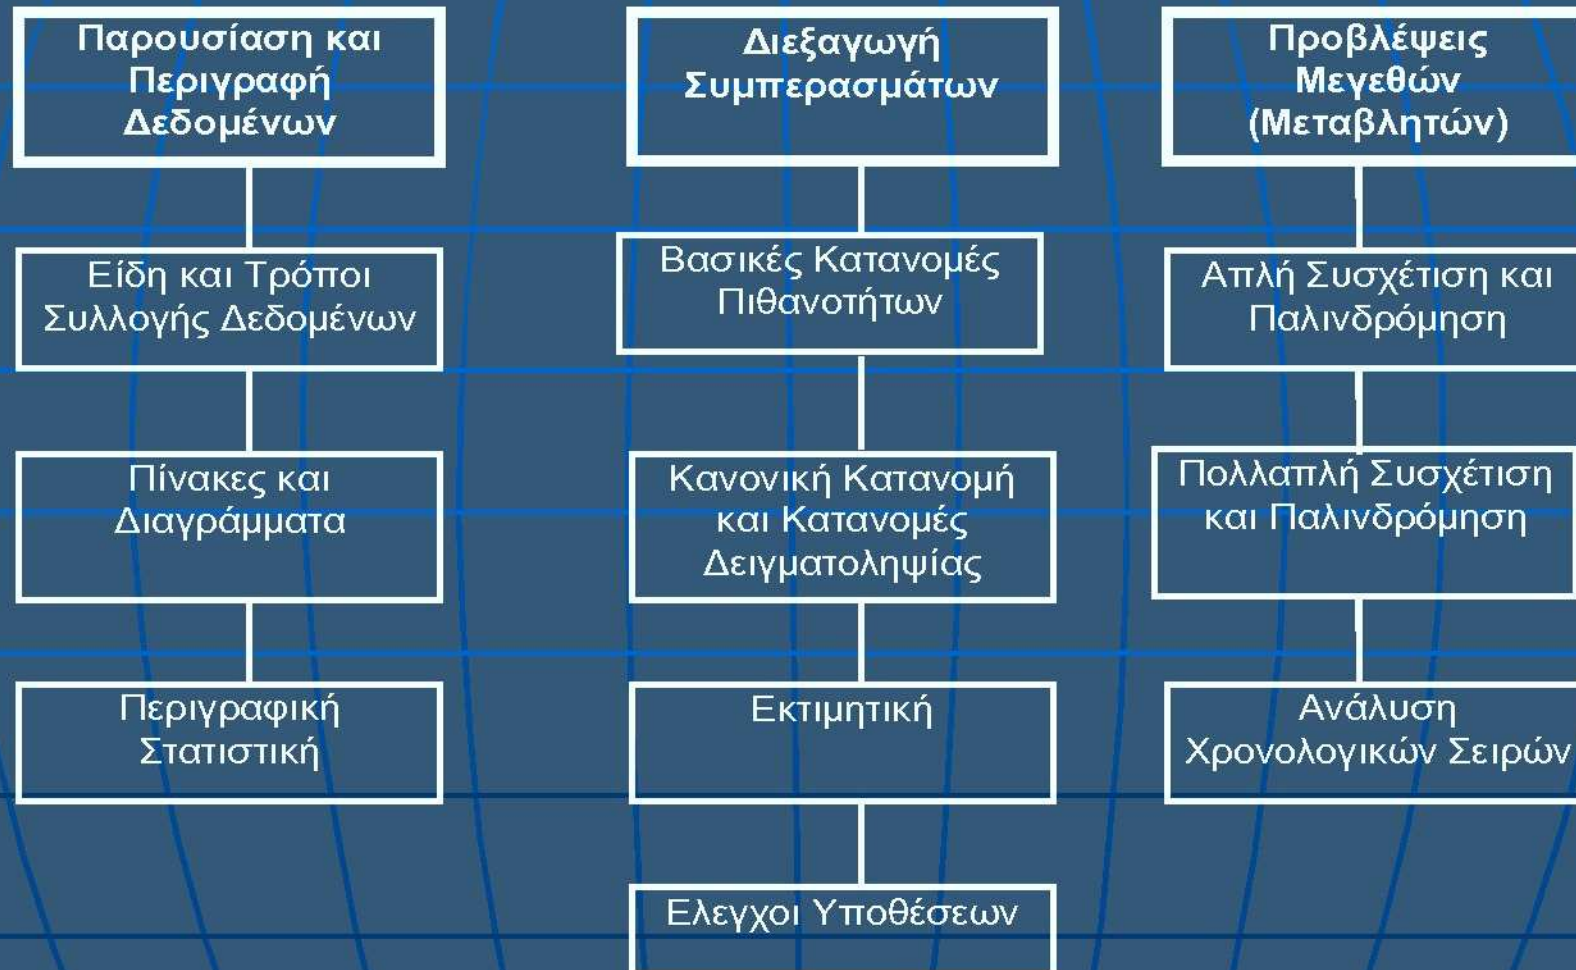 Παρουσίαση και
Περιγραφή
Δεδομένων
Είδη και Τρόποι
Συλλογής Δεδομένων
Πίνακες και
Διαγράμματα
Περιγραφική
Στατιστική
Διεξαγωγή
Συμπερασμάτων
Βασικές Κατανομές
Πιθανοτήτων
Κανονική Κατανομή
και Κατανομές
Δειγματοληψίας
Εκτιμητική
Ελεγχοι Υποθέσεων
Προβλέψεις
Μεγεθών
(Μεταβλητών)
Απλή Συσχέτιση και
Παλινδρόμηση
Πολλαπλή Συσχέτιση
και Παλινδρόμηση
Ανάλυση
Χρονολογικών Σειρών